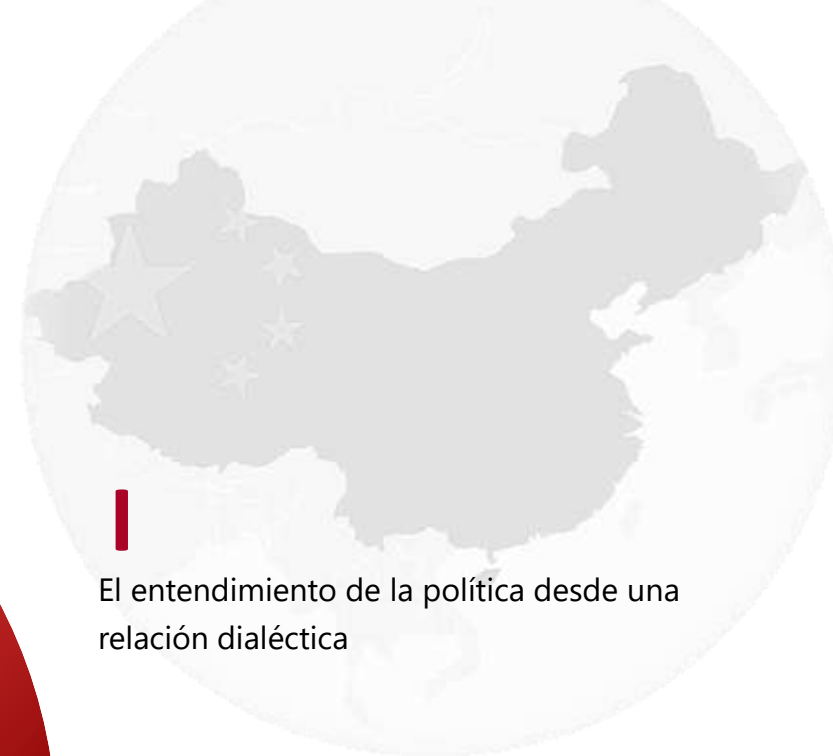 I
El entendimiento de la política desde una
relación dialéctica